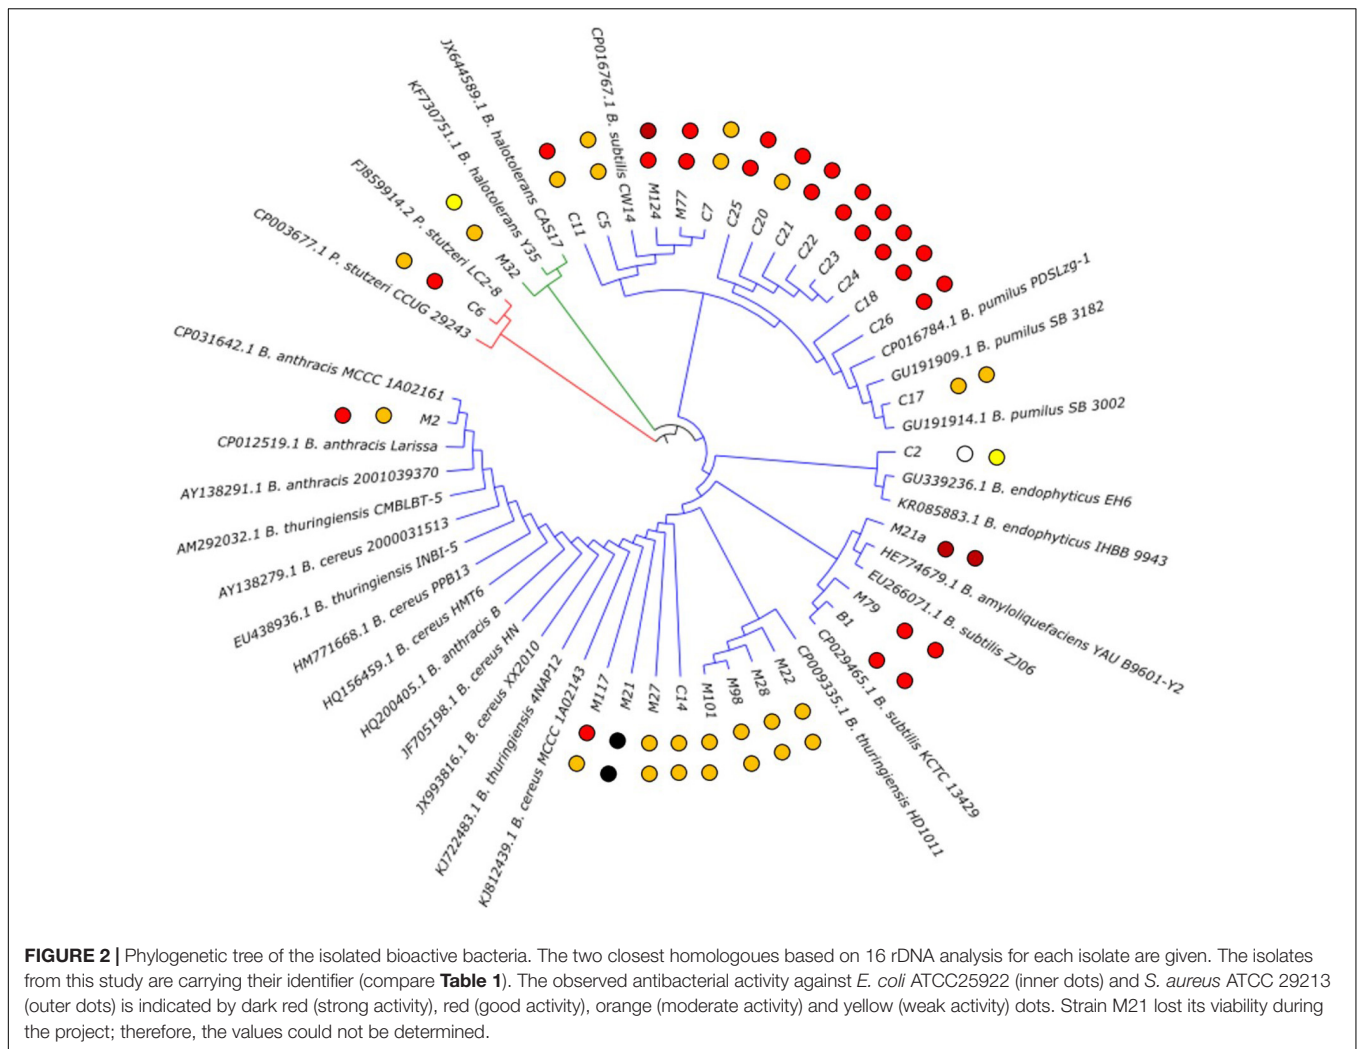 CP016767.1 B. subtilis CW14
JX644589.1 B. halotolerans CAS17
KF730751.1 B. halotolerans Y35
M32
FJ859914.2 P. stutzeri LC2-8
C6
CP003677.1 P. stutzeri CCUG 29243
C11
C5
M124
M77
C7
C25
C20
C21
C22
C23
C24
C18
C26
CP016784.1 B. pumilus PDSLzg-1
GU191909.1 B. pumilus SB 3182
C17
GU191914.1 B. pumilus SB 3002
C2
GU339236.1 B. endophyticus EH6
KR085883.1 B. endophyticus IHBB 9943
M21a
HE774679.1 B. amyloliquefaciens YAU B9601-Y2
EU266071.1 B. subtilis ZJ06
M79
B1
CP029465.1 B. subtilis KCTC 13429
CP009335.1 B. thuringiensis HD1011
M22
M28
M98
M101
C14
M27
M21
M117
KJ812439.1 B. cereus MCCC 1A02143
KJ722483.1 B. thuringiensis 4NAP12
JX993816.1 B. cereus XX2010
JF705198.1 B. cereus HN
HQ200405.1 B. anthracis B
HQ156459.1 B. cereus HMT6
HM771668.1 B. cereus PPB13
EU438936.1 B. thuringiensis INBI-5
AY138279.1 B. cereus 2000031513
AM292032.1 B. thuringiensis CMBLBT-5
AY138291.1 B. anthracis 2001039370
CP012519.1 B. anthracis Larissa
M2
CP031642.1 B. anthracis MCCC 1A02161
FIGURE 2 | Phylogenetic tree of the isolated bioactive bacteria. The two closest homologoues based on 16 rDNA analysis for each isolate are given. The isolates
from this study are carrying their identifier (compare Table 1). The observed antibacterial activity against E. coli ATCC25922 (inner dots) and S. aureus ATCC 29213
(outer dots) is indicated by dark red (strong activity), red (good activity), orange (moderate activity) and yellow (weak activity) dots. Strain M21 lost its viability during
the project; therefore, the values could not be determined.